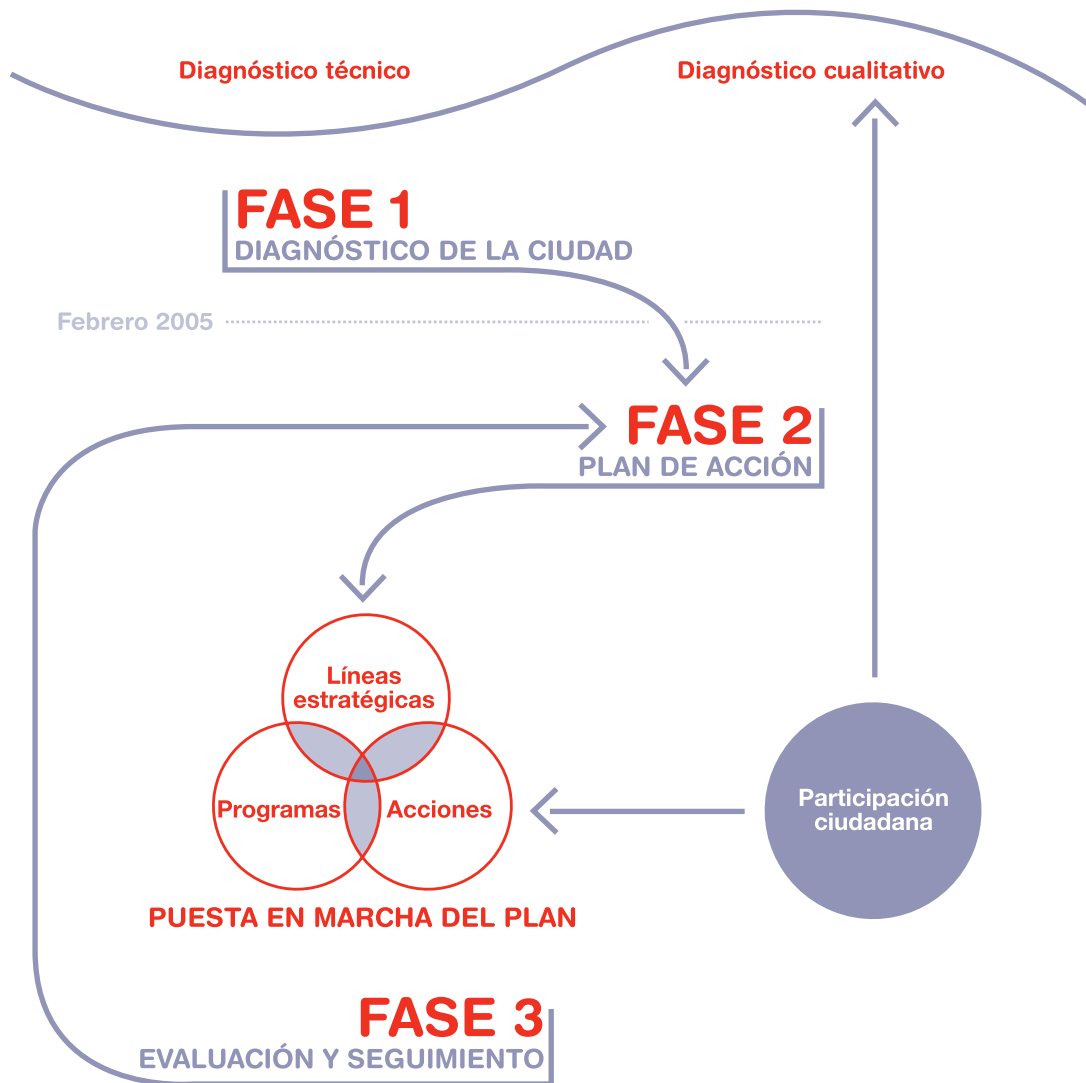 Diagnóstico técnico
Diagnóstico cualitativo
FASE 1
DIAGNÓSTICO DE LA CIUDAD
Febrero 2005
FASE 2
PLAN DE ACCIÓN
Líneas
estratégicas
Programas
Acciones
Participación
ciudadana
PUESTA EN MARCHA DEL PLAN
FASE 3
EVALUACIÓN Y SEGUIMIENTO